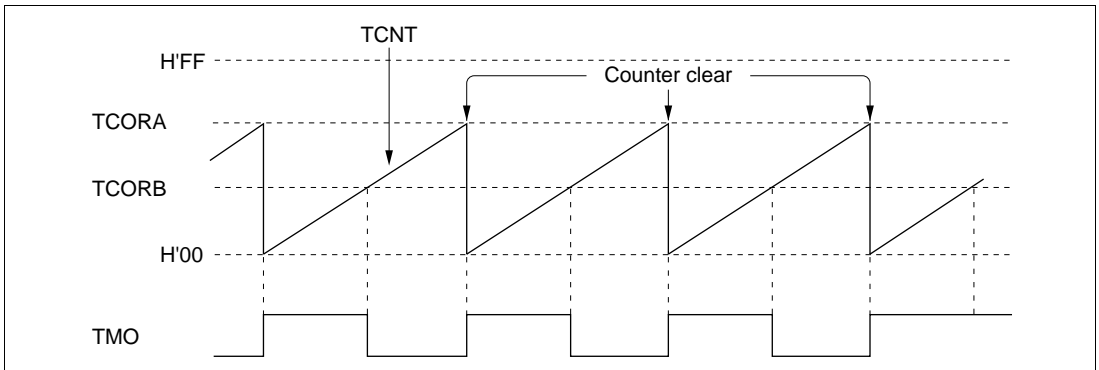 TCNT
H'FF
Counter clear
TCORA
TCORB
H'00
TMO